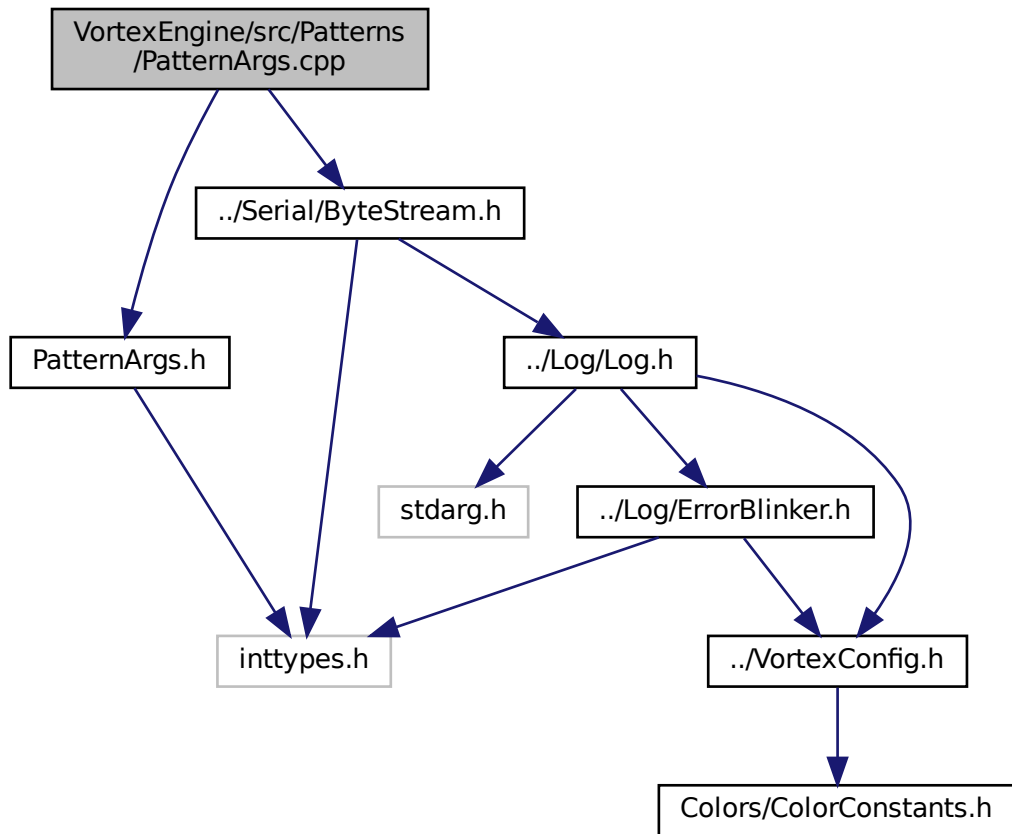 VortexEngine/src/Patterns
/PatternArgs.cpp
../Serial/ByteStream.h
PatternArgs.h
../Log/Log.h
stdarg.h
../Log/ErrorBlinker.h
inttypes.h
../VortexConfig.h
Colors/ColorConstants.h